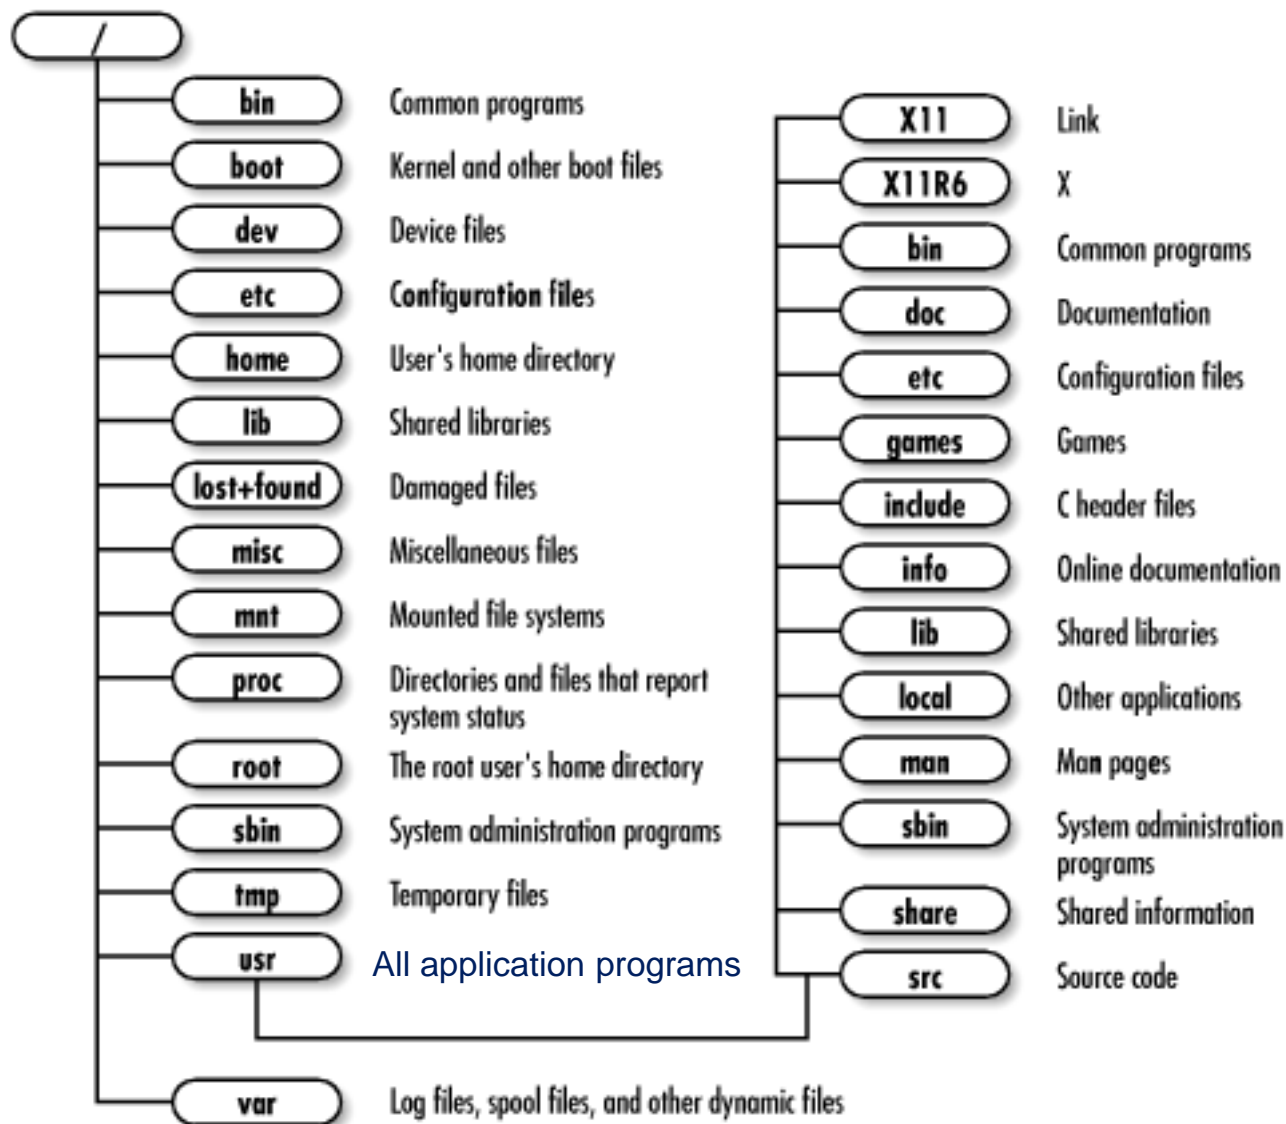 /
bin Common programs
boot Kernel and other boot files
dev Device files
etc Configuration files
home User's home directory
lib Shared libraries
lost+found Damaged files
misc Miscellaneous files
mnt Mounted file systems
proc Directories and files that report
system status
root The root user's home directory
sbin System administration programs
tmp Temporary files
usr All application programs
var Log files, spool files, and other dynamic files
X11 Link
X11R6 X
bin Common programs
doc Documentation
etc Configuration files
games Games
include C header files
info Online documentation
lib Shared libraries
local Other applications
man Man pages
sbin System administration
programs
share Shared information
src Source code